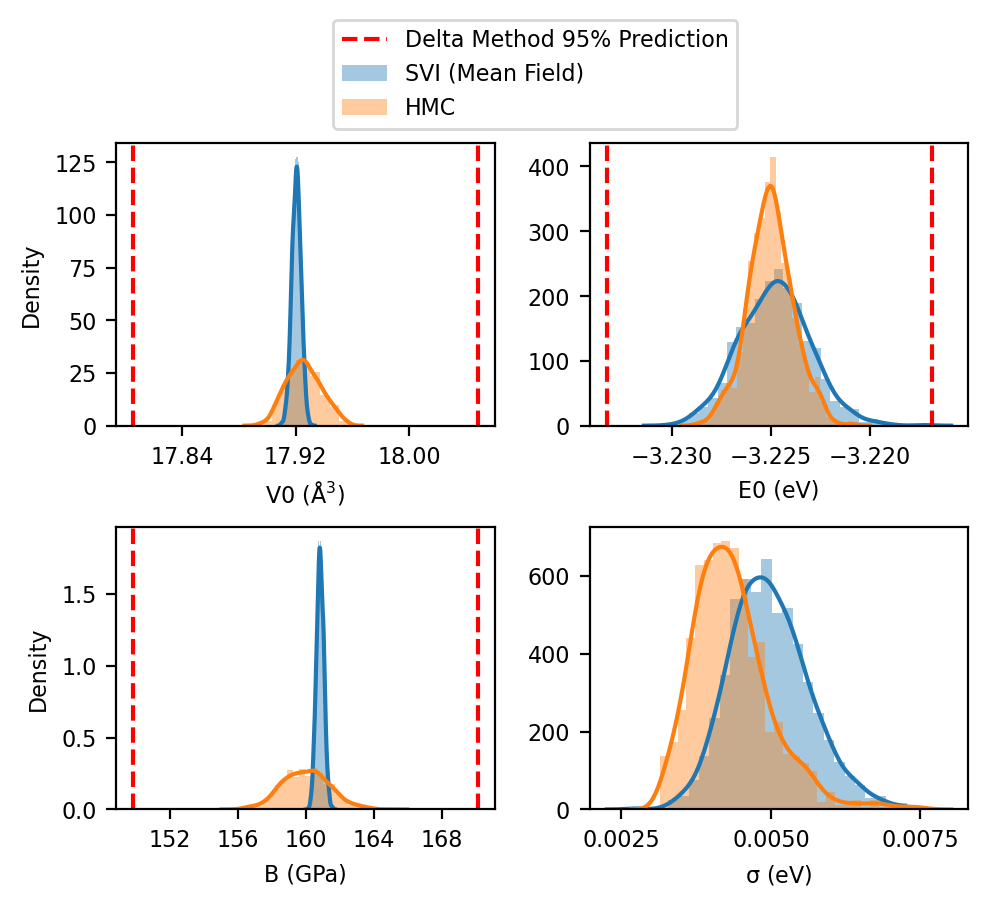 Delta Method 95% Prediction
SVI (Mean Field)
HMC
125
100
75
50
25
0
Density
17.84 17.92 18.00
V0 (Å³)
400
300
200
100
0
−3.230 −3.225 −3.220
E0 (eV)
1.5
1.0
0.5
0.0
Density
152 156 160 164 168
B (GPa)
600
400
200
0
0.0025 0.0050 0.0075
σ (eV)